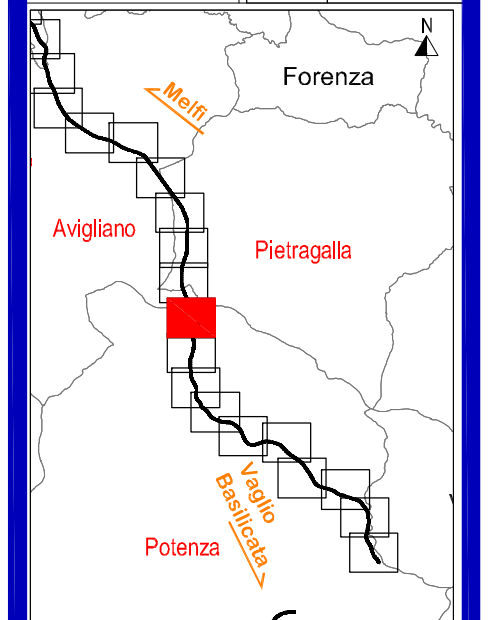 N
Forenza
Melfi
Avigliano
Pietragalla
Vaglio
Basilicata
Potenza